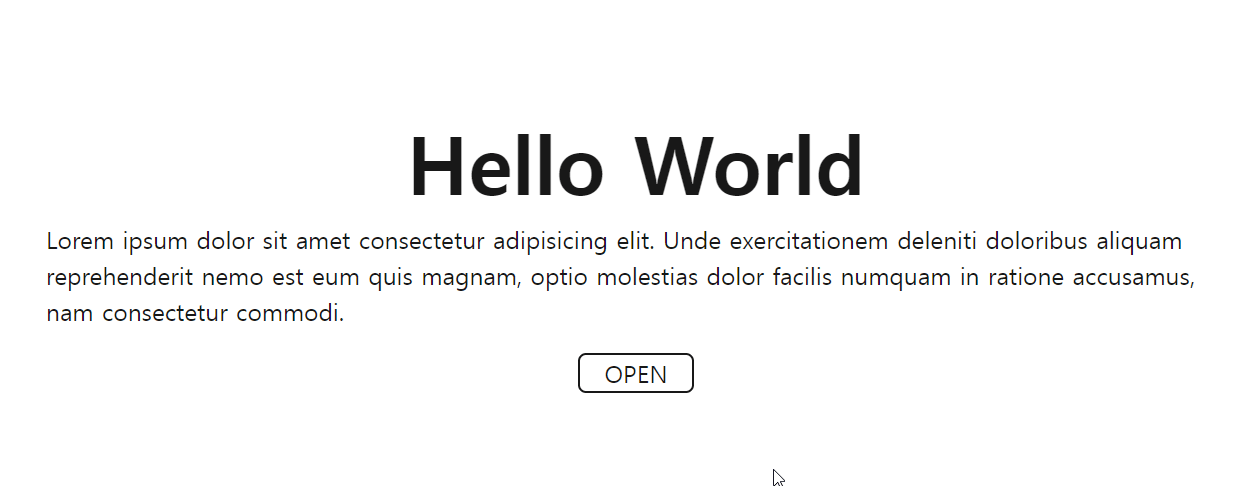 Hello World
Lorem ipsum dolor sit amet consectetur adipisicing elit. Unde exercitationem deleniti doloribus aliquam
reprehenderit nemo est eum quis magnam, optio molestias dolor facilis numquam in ratione accusamus,
nam consectetur commodi.
OPEN